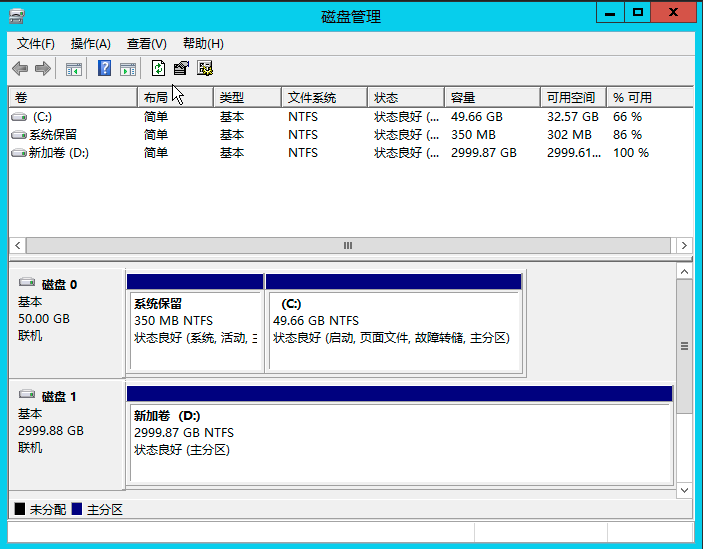 磁盘管理
文件(F) 操作(A) 查看(V) 帮助(H)
卷 布局 类型 文件系统 状态 容量 可用空间 % 可用
(C:) 简单 基本 NTFS 状态良好 (... 49.66 GB 32.57 GB 66 %
系统保留 简单 基本 NTFS 状态良好 (... 350 MB 302 MB 86 %
新加卷 (D:) 简单 基本 NTFS 状态良好 (... 2999.87 GB 2999.61... 100 %
磁盘 0
基本
50.00 GB
联机
系统保留
350 MB NTFS
状态良好 (系统, 活动,
(C:)
49.66 GB NTFS
状态良好 (启动, 页面文件, 故障转储, 主分区)
磁盘 1
基本
2999.88 GB
联机
新加卷 (D:)
2999.87 GB NTFS
状态良好 (主分区)
未分配 主分区